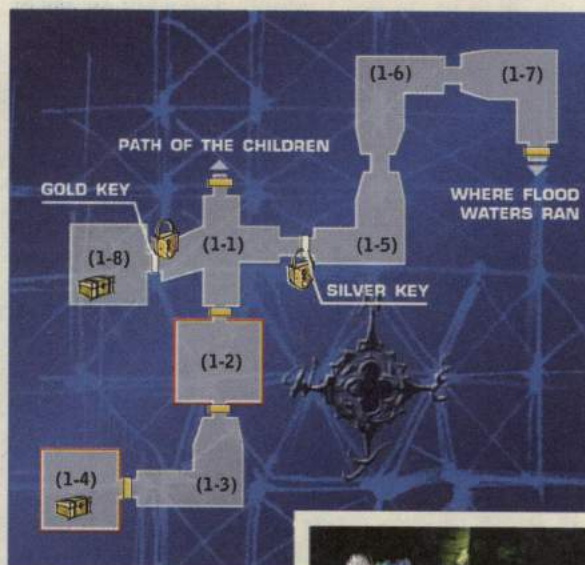 (1-6)
(1-7)
PATH OF THE CHILDREN
GOLD KEY
WHERE FLOOD
WATERS RAN
(1-8)
(1-1)
(1-5)
SILVER KEY
(1-2)
(1-4)
(1-3)